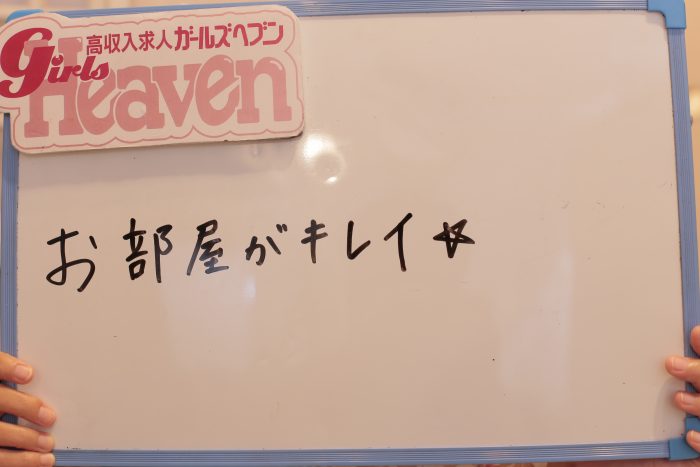 高収入求人ガールズヘブン
Girls
Heaven
お部屋がキレイ☆